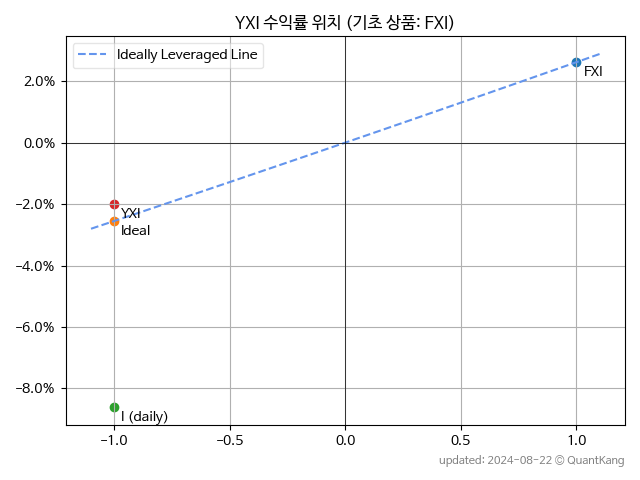 YXI 수익률 위치 (기초 상품: FXI)
Ideally Leveraged Line
2.0%
0.0%
−2.0%
−4.0%
−6.0%
−8.0%
FXI
YXI
Ideal
I (daily)
−1.0
−0.5
0.0
0.5
1.0
updated: 2024-08-22 © QuantKang